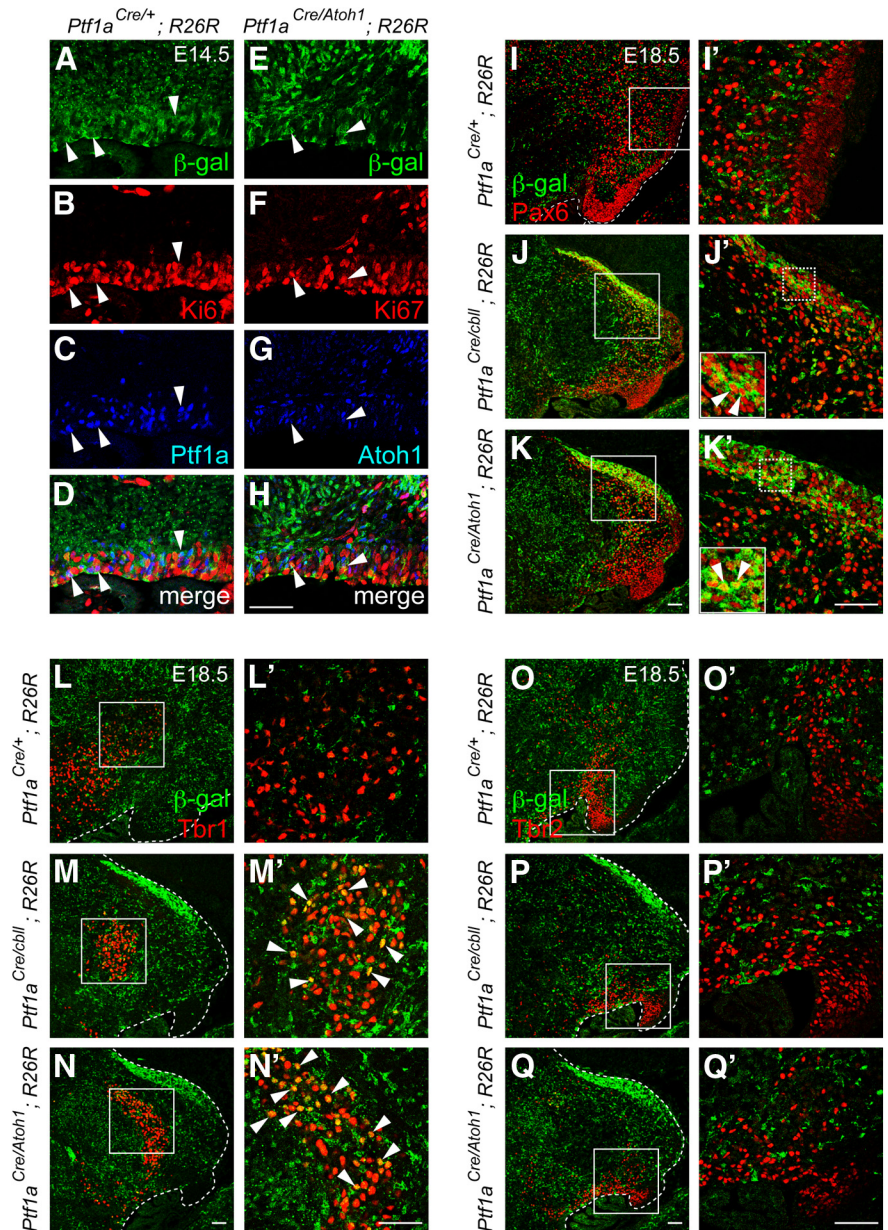 Ptf1a Cre/+; R26R
Ptf1a Cre/Atoh1; R26R
A
E14.5
β-gal
E
β-gal
B
Ki67
F
Ki67
C
Ptf1a
G
Atoh1
D
merge
H
merge
Ptf1a Cre/+; R26R
I
E18.5
β-gal
Pax6
I'
Ptf1a Cre/cbll; R26R
J
J'
Ptf1a Cre/Atoh1; R26R
K
K'
Ptf1a Cre/+; R26R
L
E18.5
β-gal
Tbr1
L'
Ptf1a Cre/cbll; R26R
M
M'
Ptf1a Cre/Atoh1; R26R
N
N'
Ptf1a Cre/+; R26R
O
E18.5
β-gal
Tbr2
O'
Ptf1a Cre/cbll; R26R
P
P'
Ptf1a Cre/Atoh1; R26R
Q
Q'